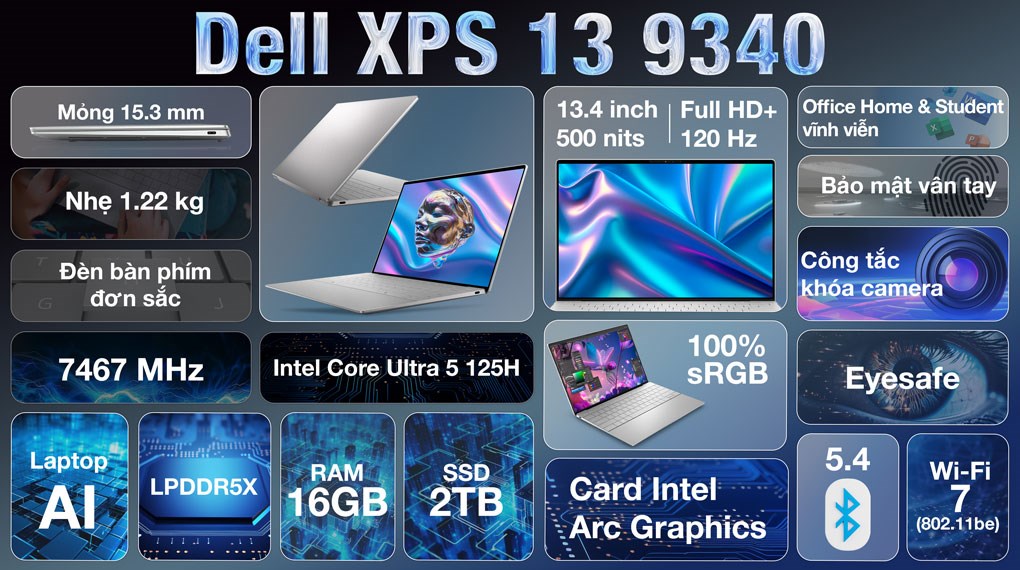 Dell XPS 13 9340
Mỏng 15.3 mm
Nhẹ 1.22 kg
Đèn bàn phím
đơn sắc
13.4 inch
500 nits
Full HD+
120 Hz
Office Home & Student
vĩnh viễn
Bảo mật vân tay
Công tắc
khóa camera
7467 MHz
Intel Core Ultra 5 125H
100%
sRGB
Eyesafe
Laptop
AI
LPDDR5X
RAM
16GB
SSD
2TB
Card Intel
Arc Graphics
5.4
Wi-Fi
7
(802.11be)